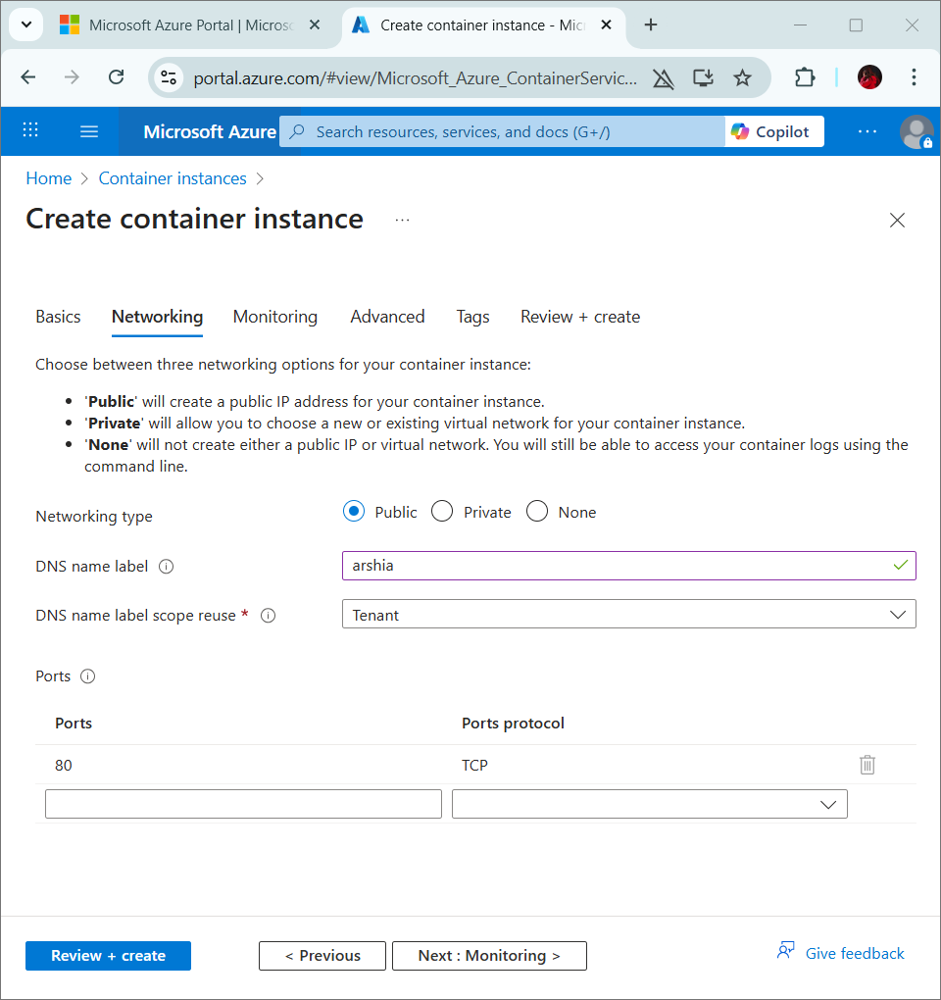 Microsoft Azure Portal | Microsc
Create container instance - Mic
portal.azure.com/#view/Microsoft_Azure_ContainerServic...
Microsoft Azure
Search resources, services, and docs (G+/)
Copilot
Home > Container instances >
Create container instance ...
Basics Networking Monitoring Advanced Tags Review + create
Choose between three networking options for your container instance:
• 'Public' will create a public IP address for your container instance.
• 'Private' will allow you to choose a new or existing virtual network for your container instance.
• 'None' will not create either a public IP or virtual network. You will still be able to access your container logs using the
command line.
Networking type Public Private None
DNS name label arshia
DNS name label scope reuse * Tenant
Ports
Ports Ports protocol
80 TCP
Review + create < Previous Next : Monitoring > Give feedback